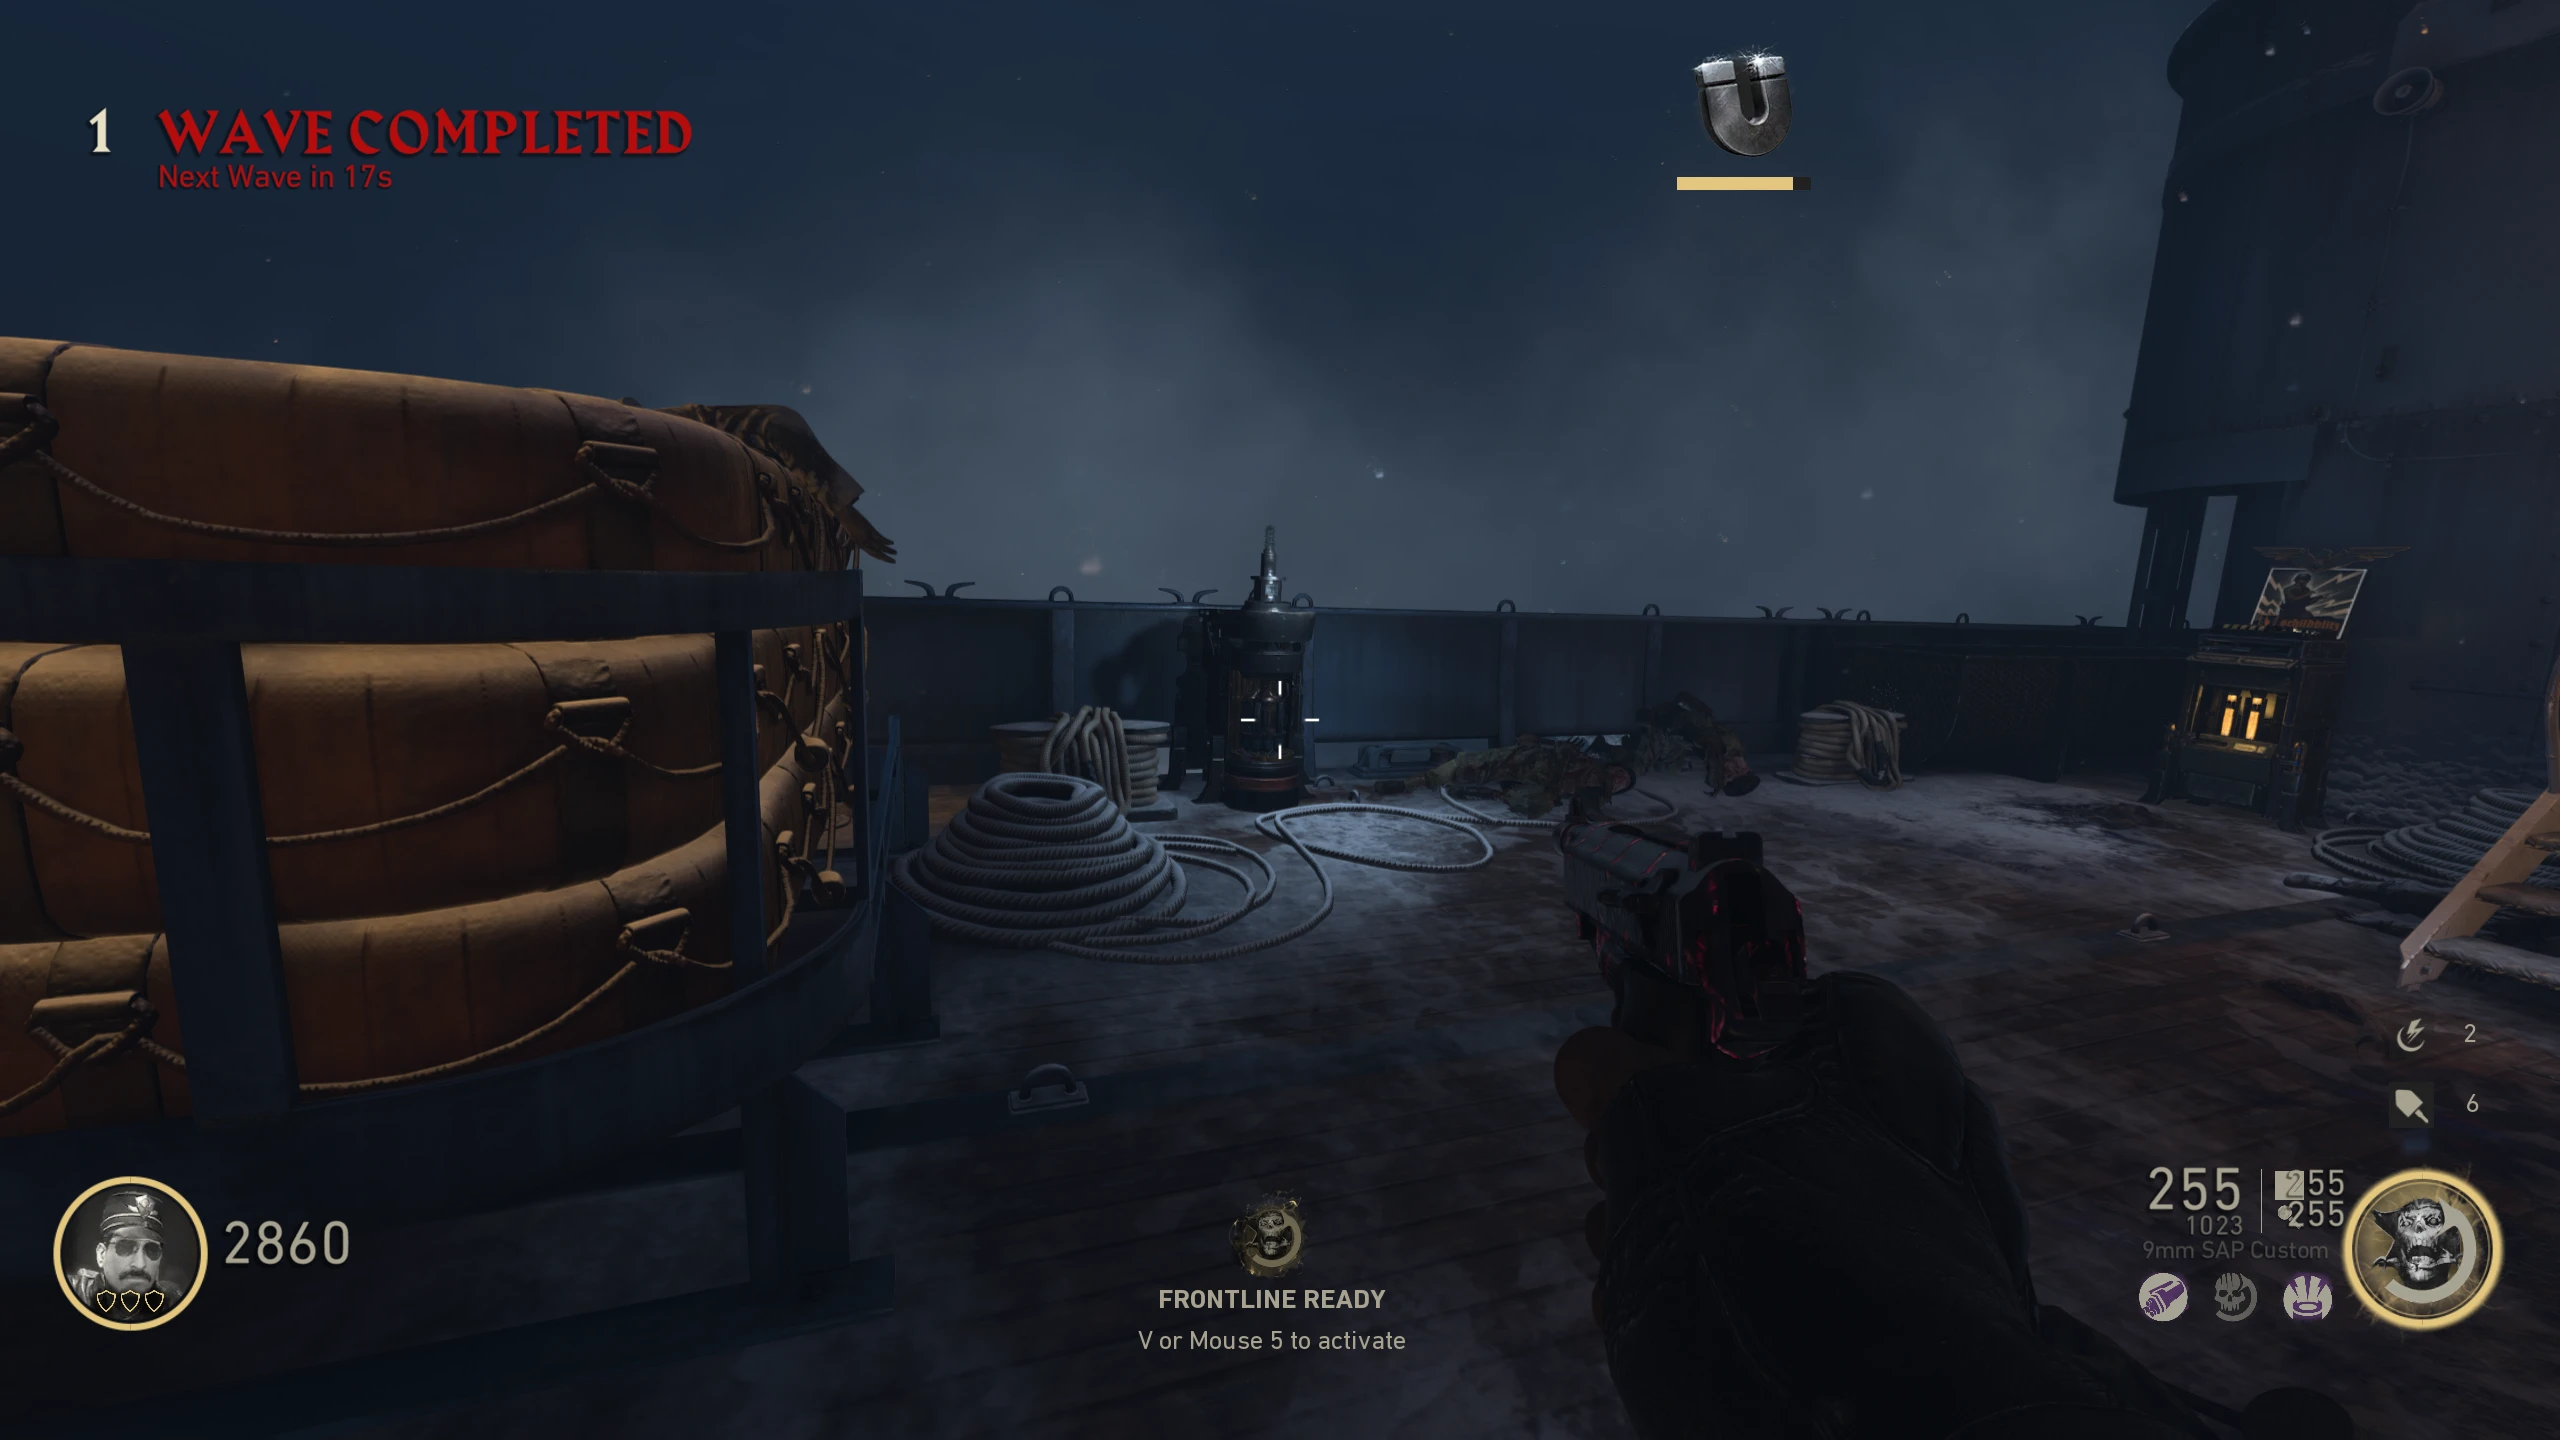 1 WAVE COMPLETED
Next Wave in 17s
schildblitz
2
6
2860
255
255
255
1023
9mm SAP Custom
FRONTLINE READY
V or Mouse 5 to activate